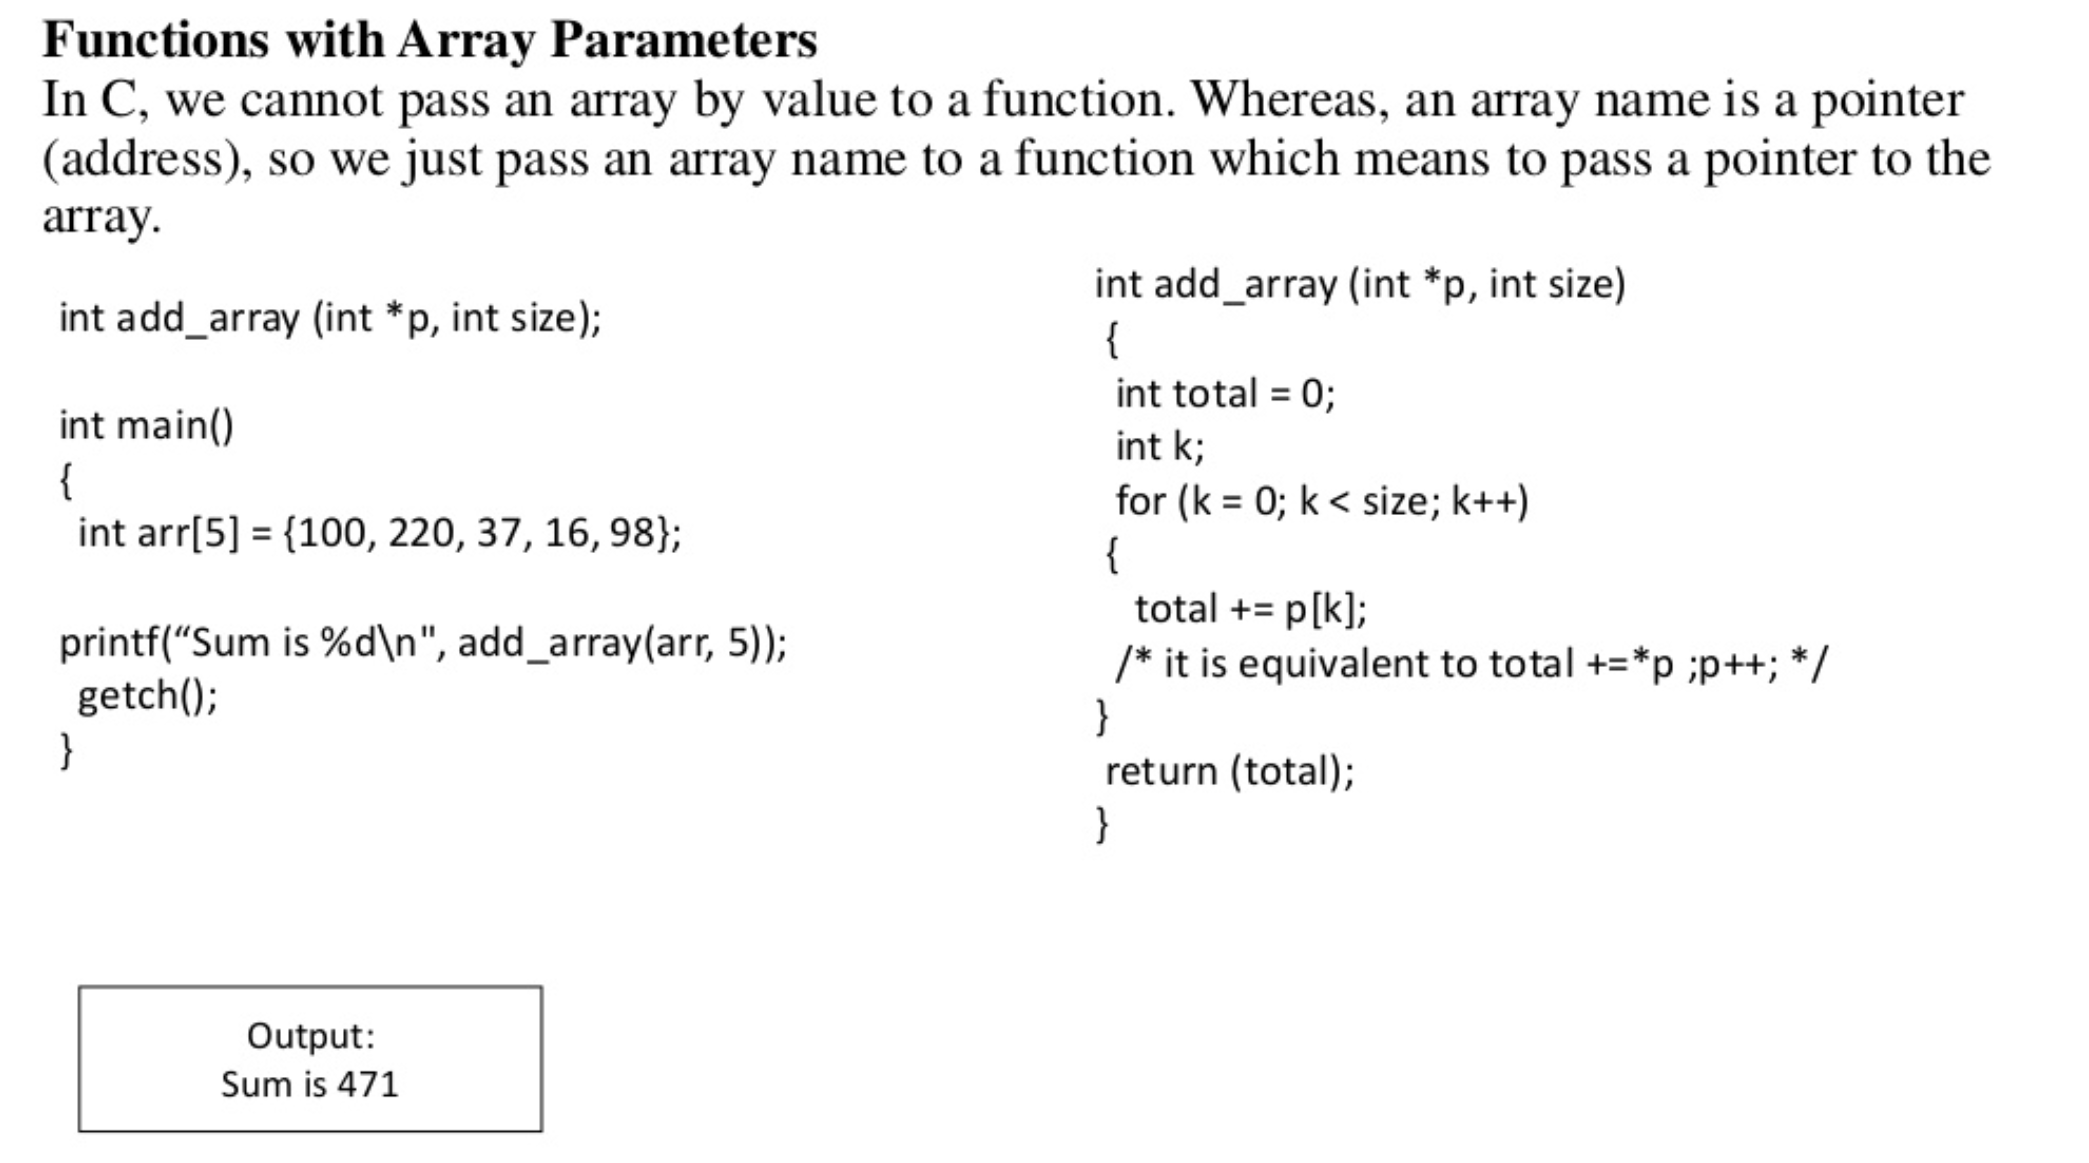 Functions with Array Parameters
In C, we cannot pass an array by value to a function. Whereas, an array name is a pointer
(address), so we just pass an array name to a function which means to pass a pointer to the
array.
int add_array (int *p, int size);
int main()
{
int arr[5] = {100, 220, 37, 16, 98};
printf(“Sum is %d\n", add_array(arr, 5));
getch();
}
int add_array (int *p, int size)
{
int total = 0;
int k;
for (k = 0; k < size; k++)
{
total += p[k];
/* it is equivalent to total +=*p ;p++; */
}
return (total);
}
Output:
Sum is 471